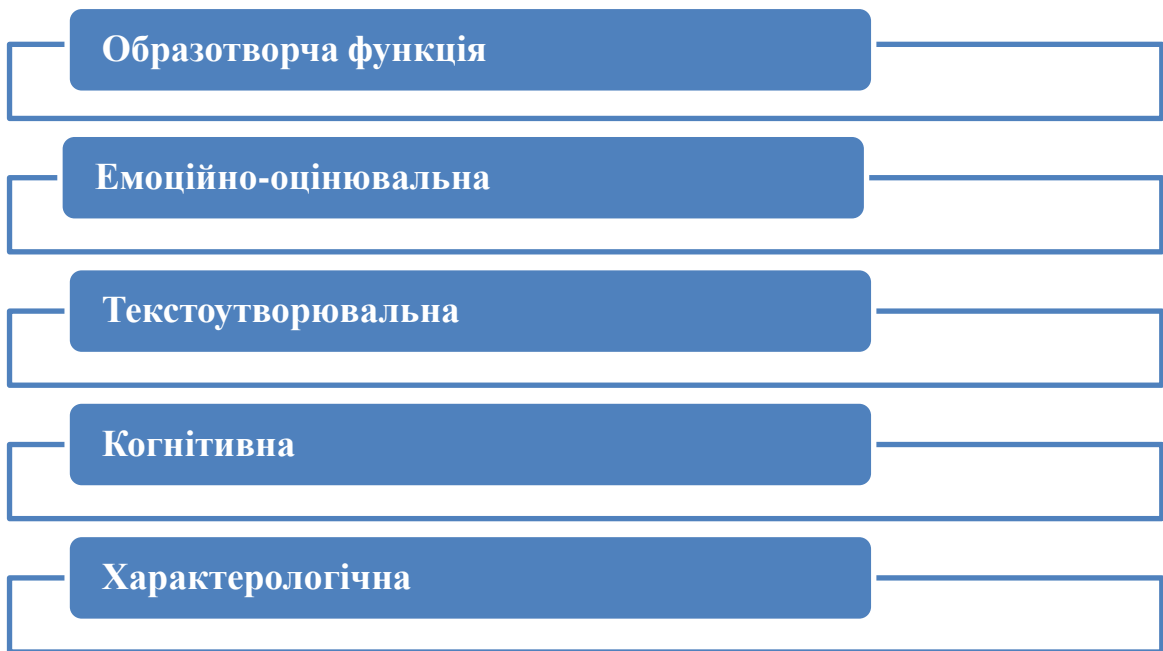 Образотворча функція
Емоційно-оцінювальна
Текстоутворювальна
Когнітивна
Характерологічна